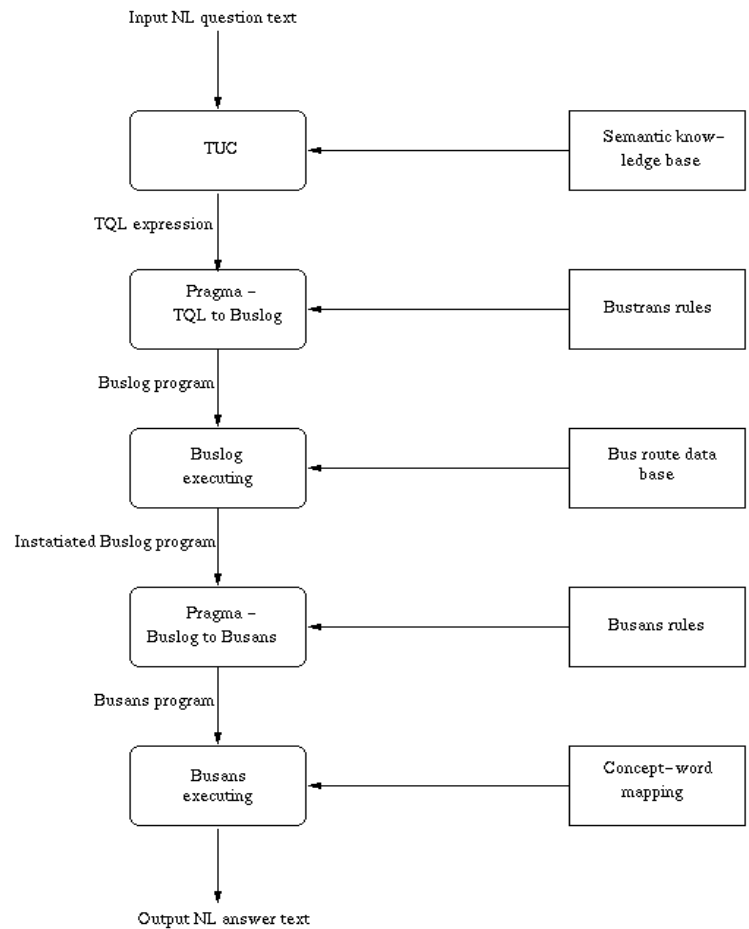 Input NL question text
TUC
Semantic know-
ledge base
TQL expression
Pragma -
TQL to Buslog
Bustrans rules
Buslog program
Buslog
executing
Bus route data
base
Instatiated Buslog program
Pragma -
Buslog to Busans
Busans rules
Busans program
Busans
executing
Concept-word
mapping
Output NL answer text